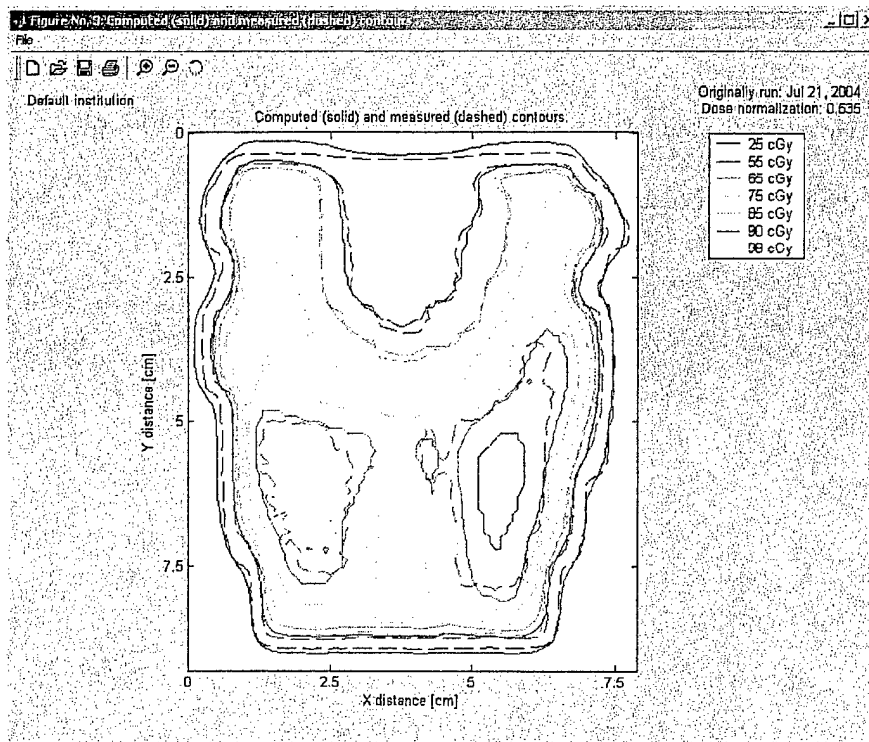 Figure No. 9: Computed (solid) and measured (dashed) contours
File
Default institution
Originally run: Jul 21, 2004
Dose normalization: 0.535
Computed (solid) and measured (dashed) contours
25 cGy
55 cGy
65 cGy
75 cGy
85 cGy
90 cGy
98 cGy
0
2.5
5
7.5
Y distance [cm]
0
2.5
5
7.5
X distance [cm]